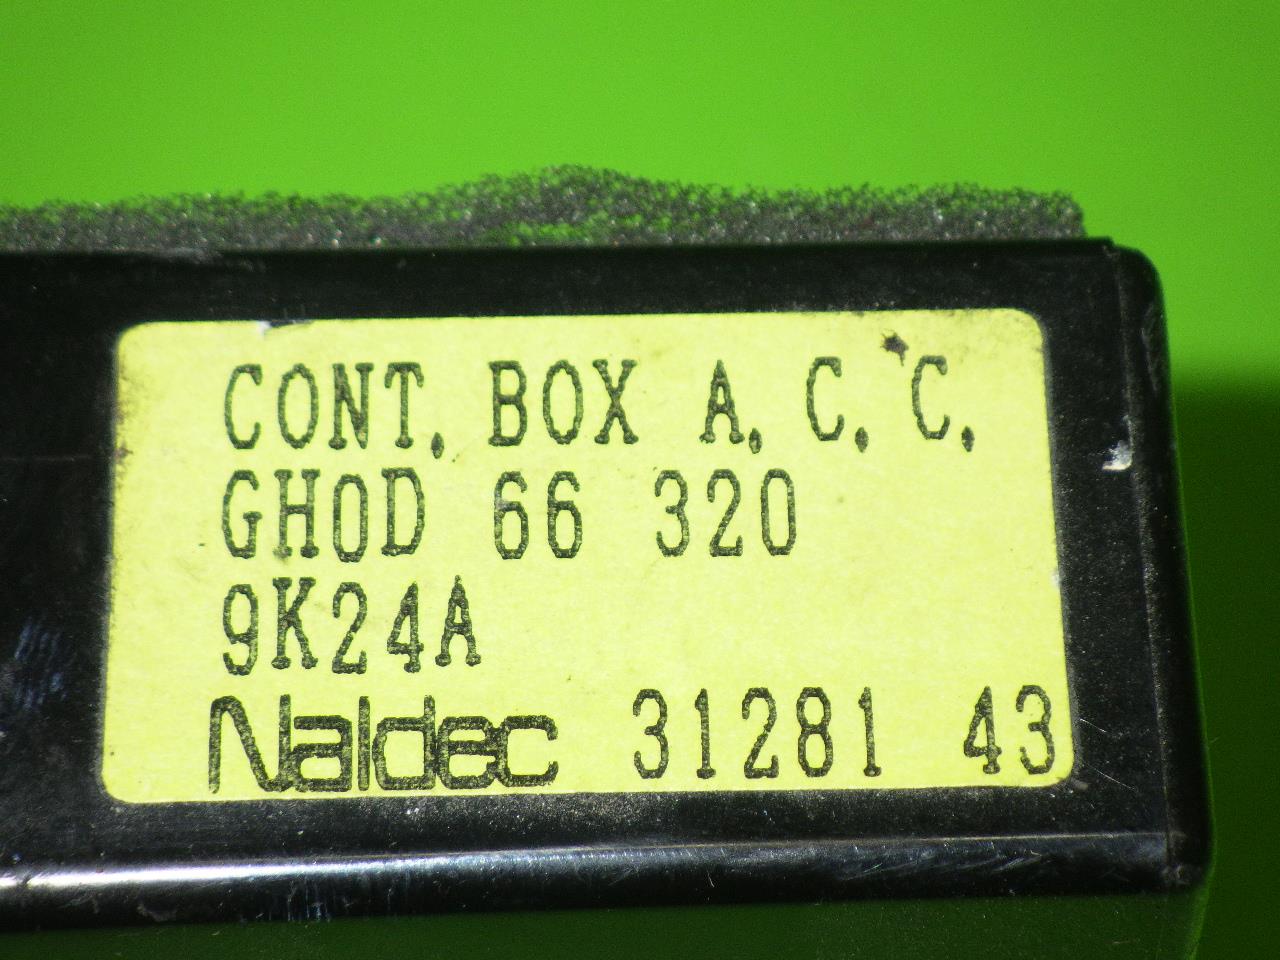 CONT. BOX A. C. C.
GH0D 66 320
9K24A
Naldec 31281 43